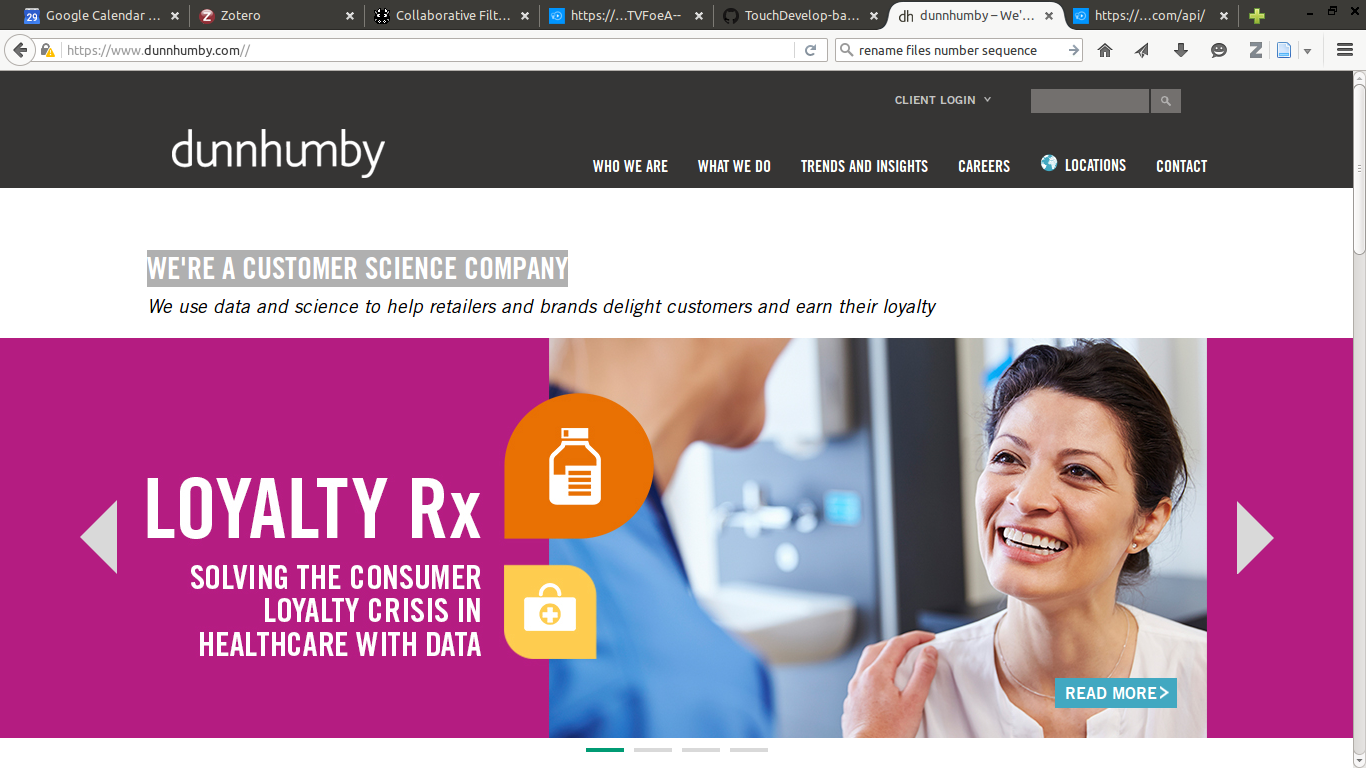 Google Calendar ...
Zotero
Collaborative Filt...
https://...TVFoeA--
TouchDevelop-ba...
dh dunnhumby – We'...
https://...com/api/
https://www.dunnhumby.com//
rename files number sequence
CLIENT LOGIN
dunnhumby
WHO WE ARE
WHAT WE DO
TRENDS AND INSIGHTS
CAREERS
LOCATIONS
CONTACT
WE'RE A CUSTOMER SCIENCE COMPANY
We use data and science to help retailers and brands delight customers and earn their loyalty
LOYALTY Rx
SOLVING THE CONSUMER
LOYALTY CRISIS IN
HEALTHCARE WITH DATA
READ MORE>